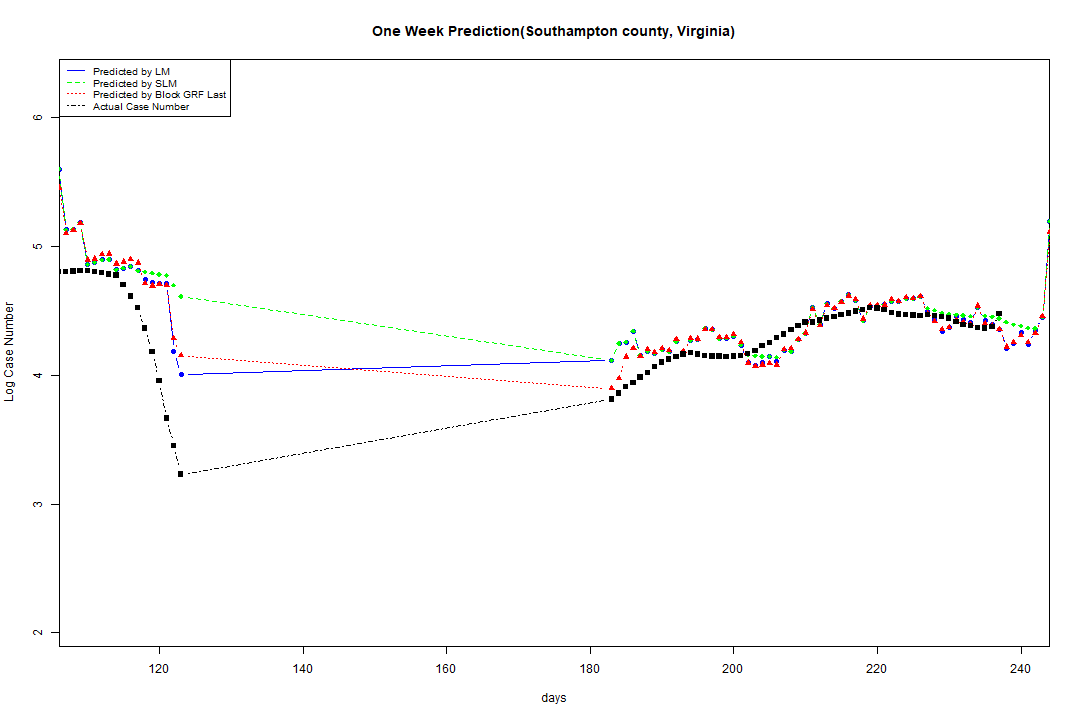 One Week Prediction(Southampton county, Virginia)
Predicted by LM
Predicted by SLM
Predicted by Block GRF Last
Actual Case Number
Log Case Number
6
5
4
3
2
120 140 160 180 200 220 240
days